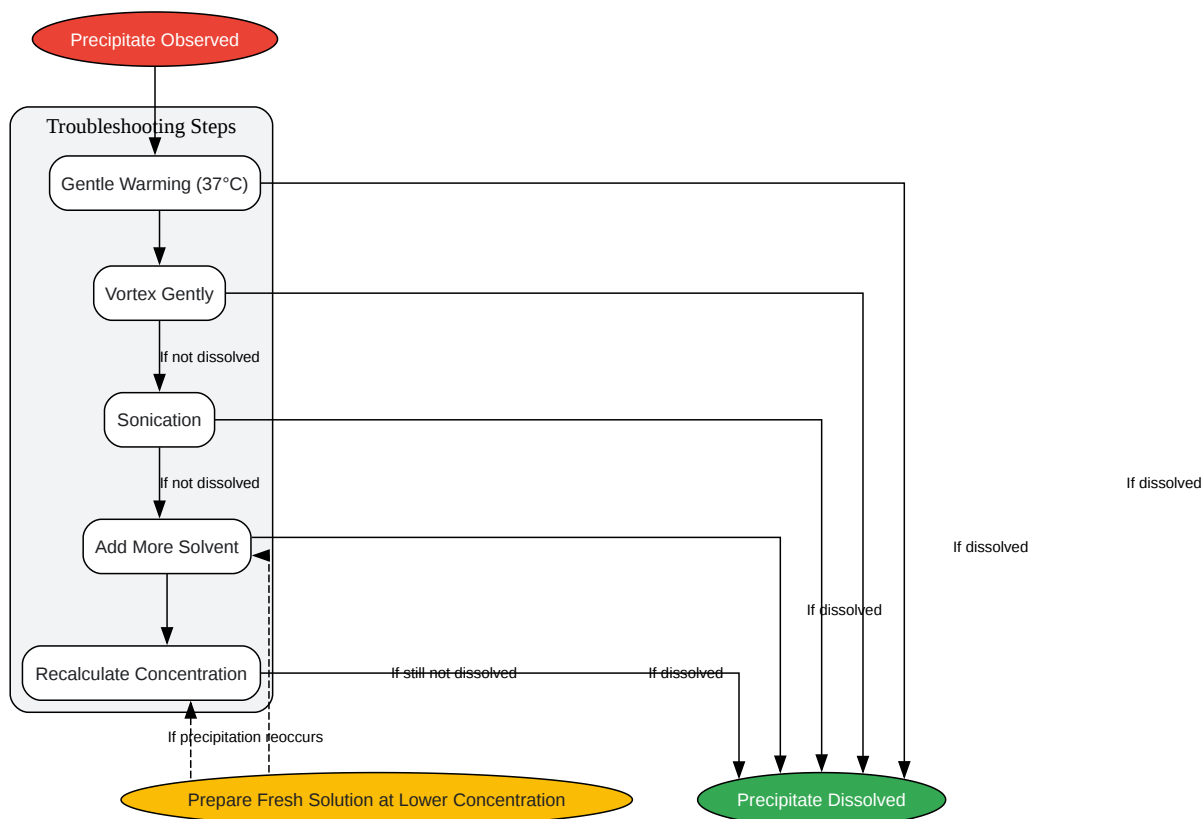 Precipitate Observed
Troubleshooting Steps
Gentle Warming (37°C)
Vortex Gently
If not dissolved
Sonication
If not dissolved
If dissolved
Add More Solvent
If dissolved
If dissolved
Recalculate Concentration
If still not dissolved
If dissolved
If precipitation reoccurs
Prepare Fresh Solution at Lower Concentration
Precipitate Dissolved